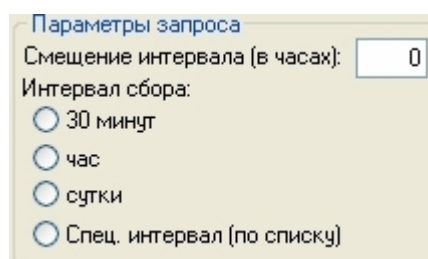 Параметры запроса
Смещение интервала (в часах): 0
Интервал сбора:
30 минут
час
сутки
Спец. интервал (по списку)